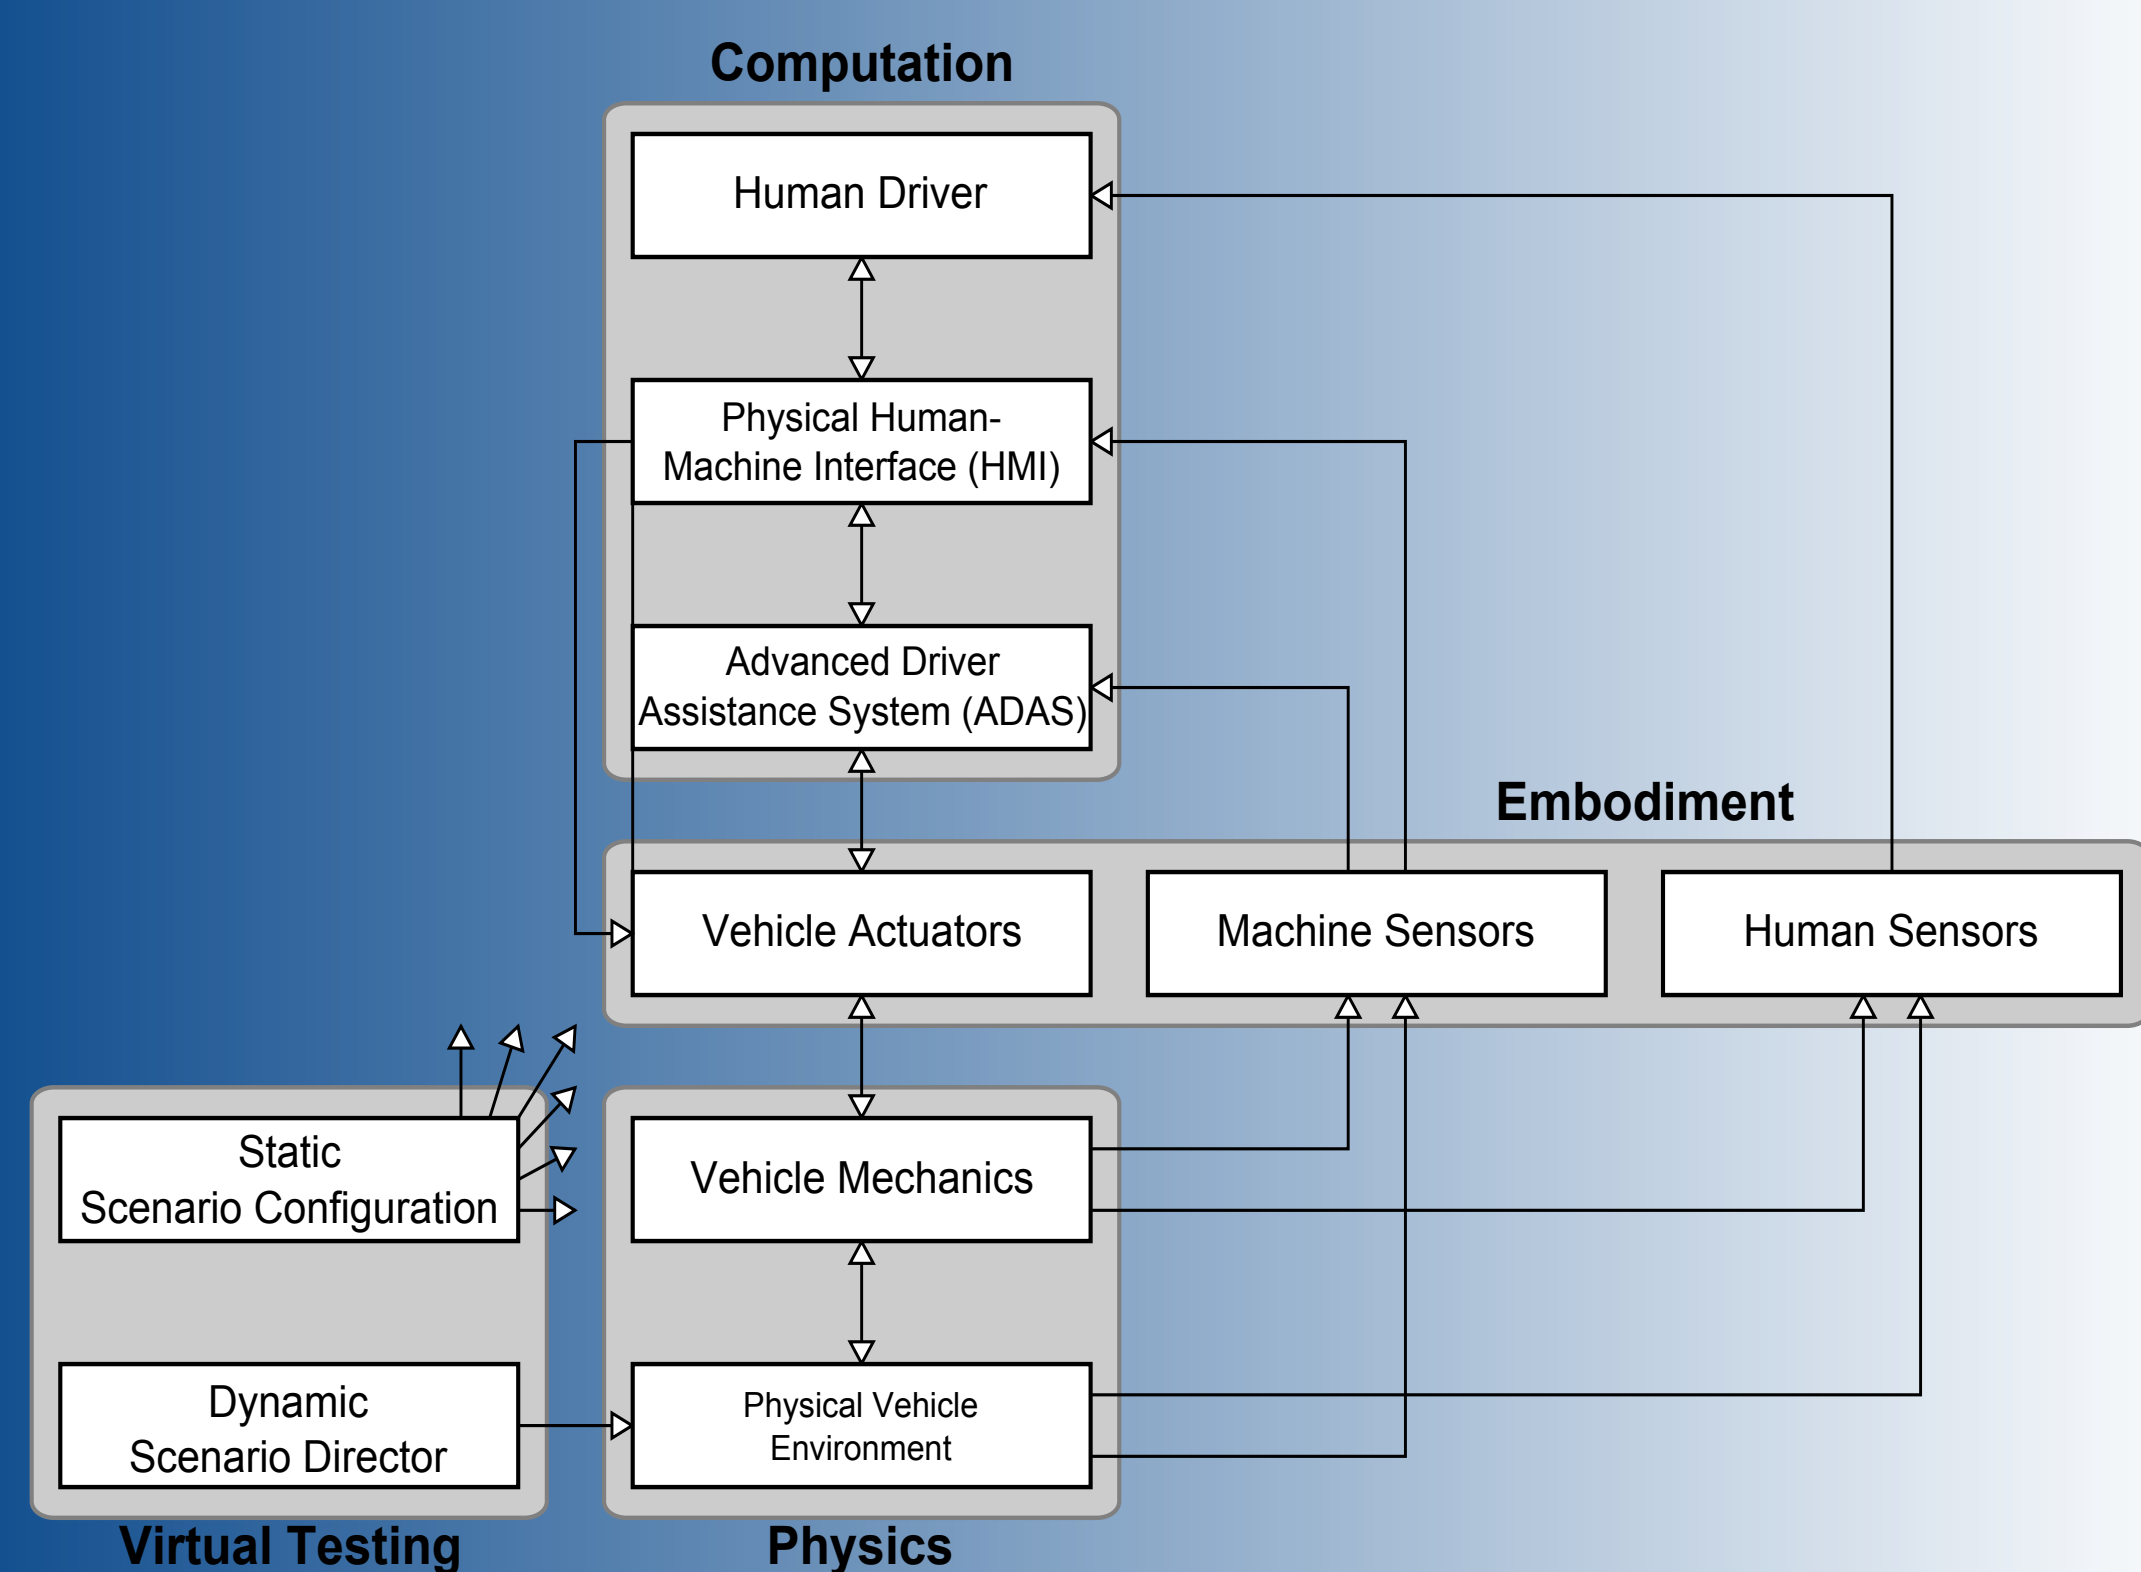 Computation
Human Driver
Physical Human-
Machine Interface (HMI)
Advanced Driver
Assistance System (ADAS)
Embodiment
Vehicle Actuators
Machine Sensors
Human Sensors
Static
Scenario Configuration
Vehicle Mechanics
Dynamic
Scenario Director
Physical Vehicle
Environment
Virtual Testing
Physics